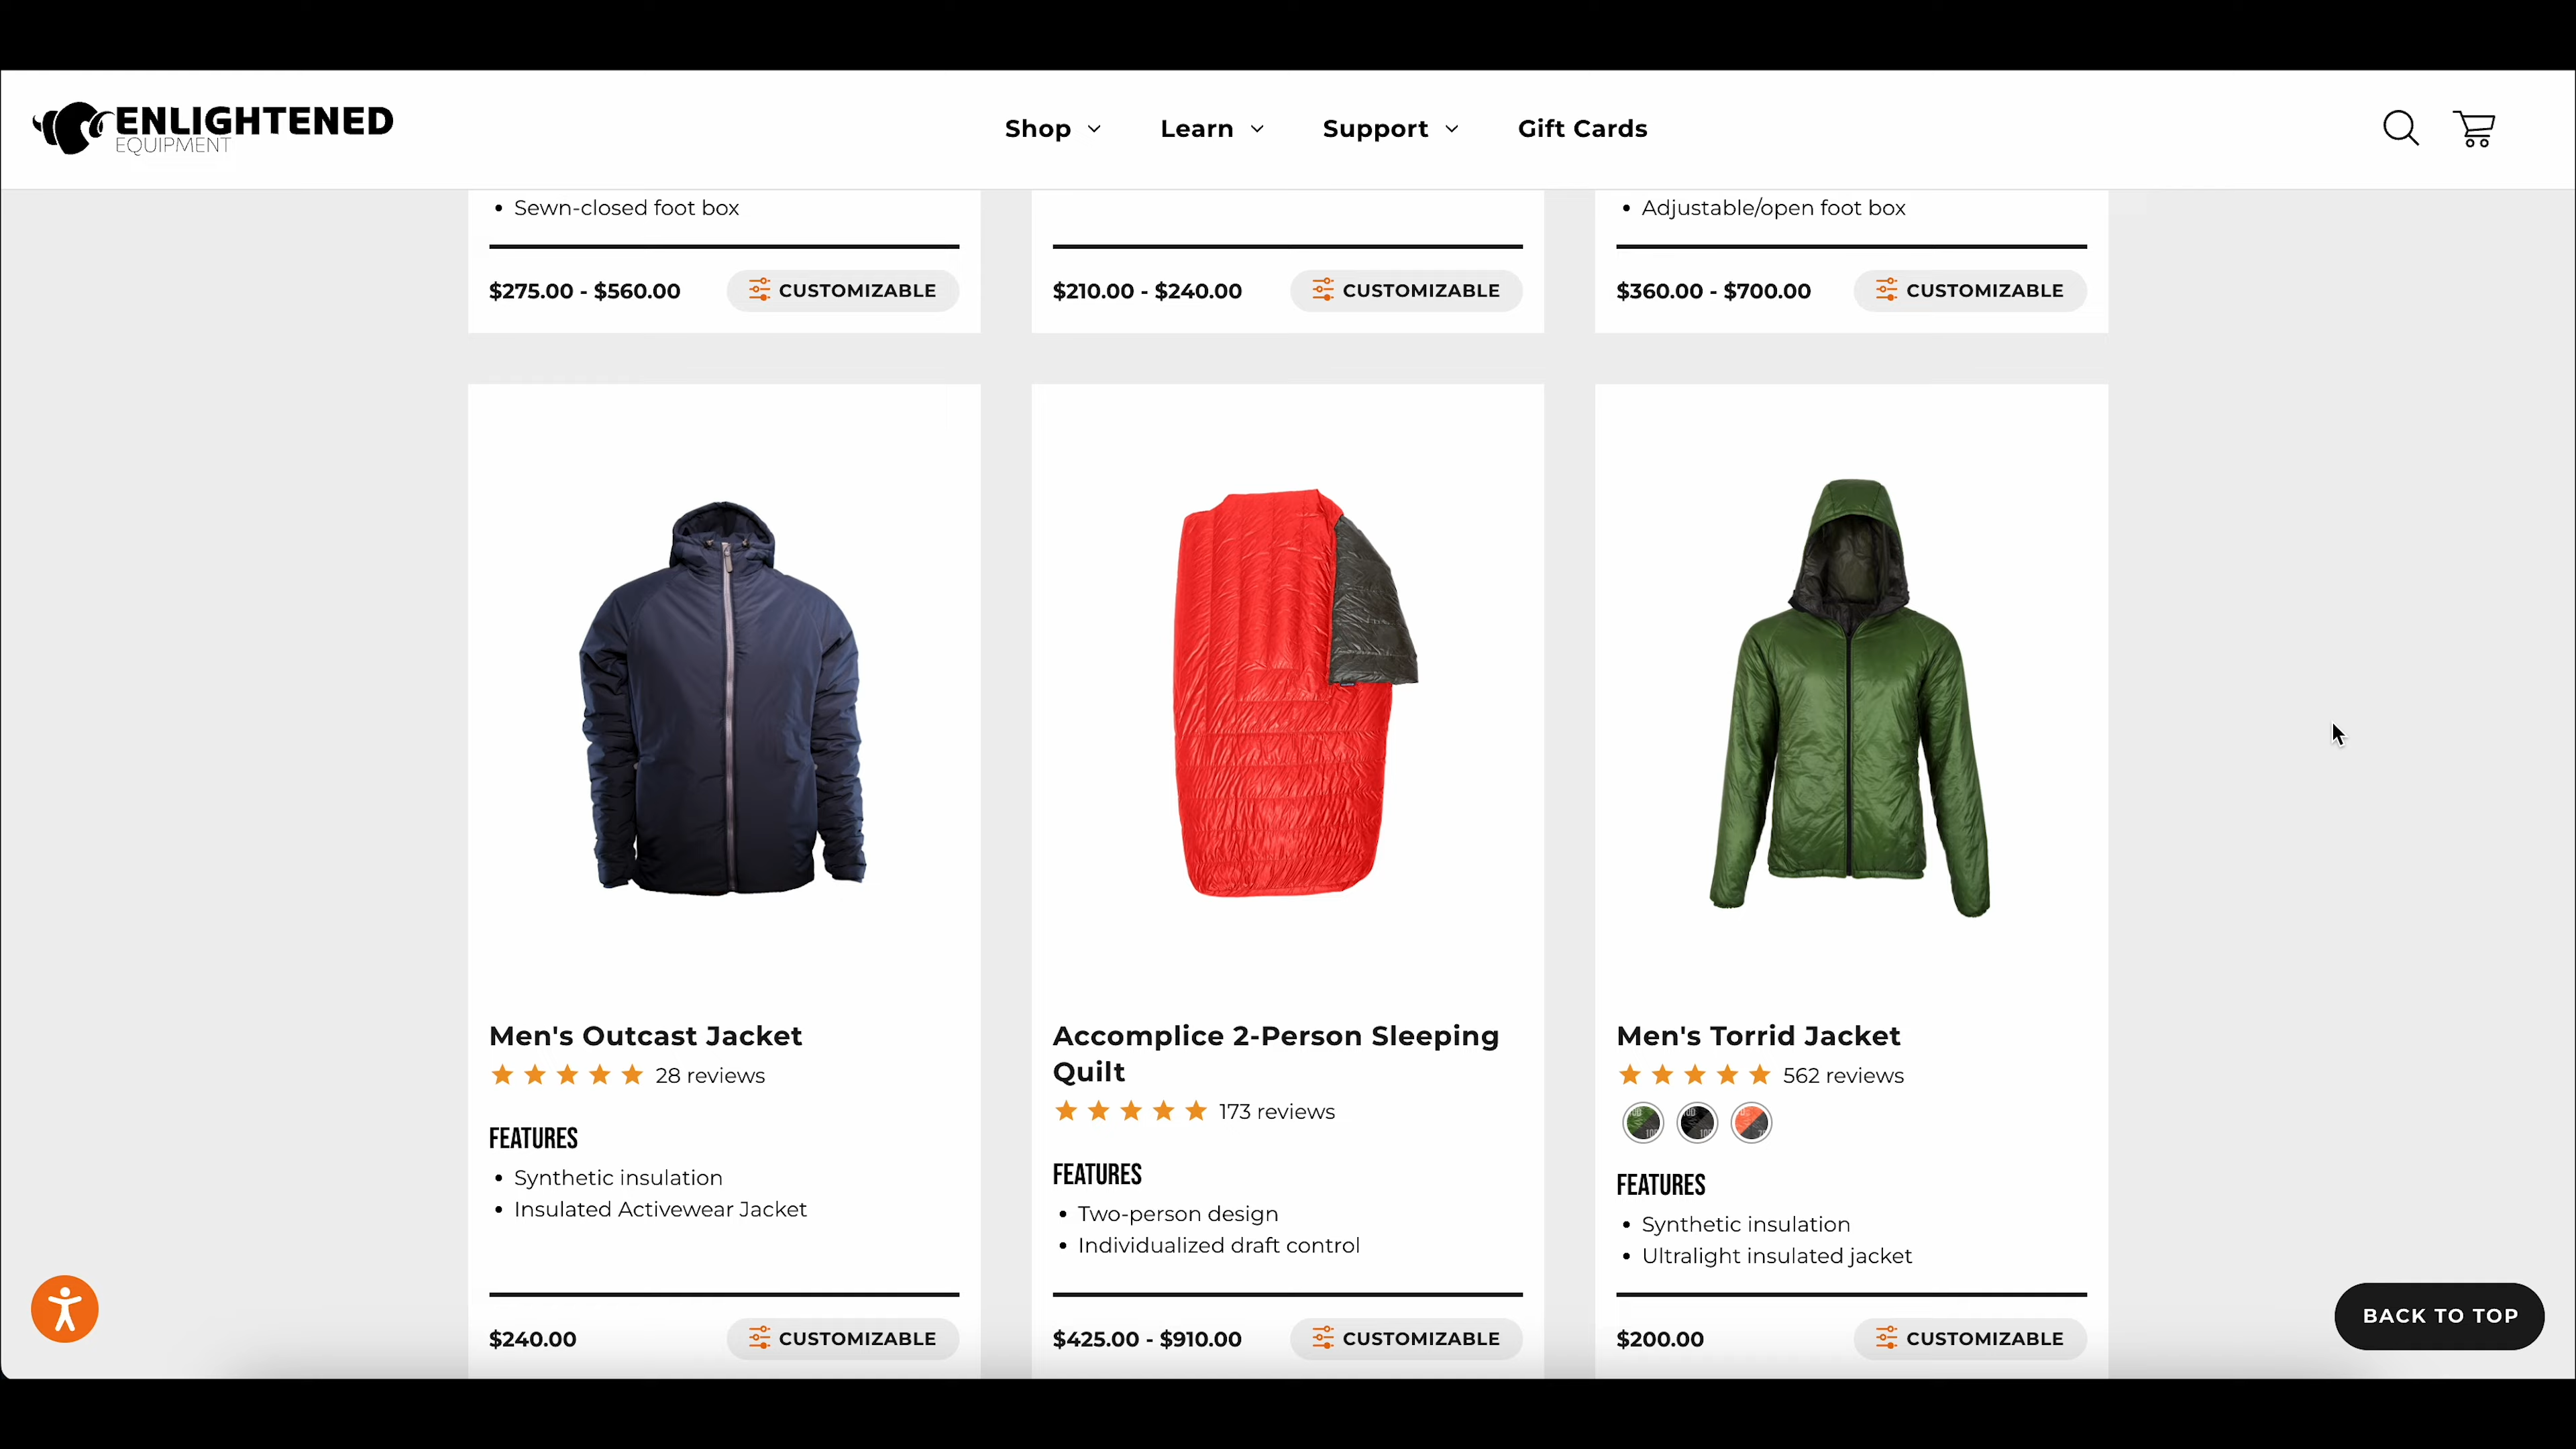 ENLIGHTENED
EQUIPMENT
Shop
Learn
Support
Gift Cards
• Sewn-closed foot box
$275.00 - $560.00
CUSTOMIZABLE
$210.00 - $240.00
CUSTOMIZABLE
• Adjustable/open foot box
$360.00 - $700.00
CUSTOMIZABLE
Men's Outcast Jacket
28 reviews
FEATURES
• Synthetic insulation
• Insulated Activewear Jacket
$240.00
CUSTOMIZABLE
Accomplice 2-Person Sleeping
Quilt
173 reviews
FEATURES
• Two-person design
• Individualized draft control
$425.00 - $910.00
CUSTOMIZABLE
Men's Torrid Jacket
562 reviews
FEATURES
• Synthetic insulation
• Ultralight insulated jacket
$200.00
CUSTOMIZABLE
BACK TO TOP